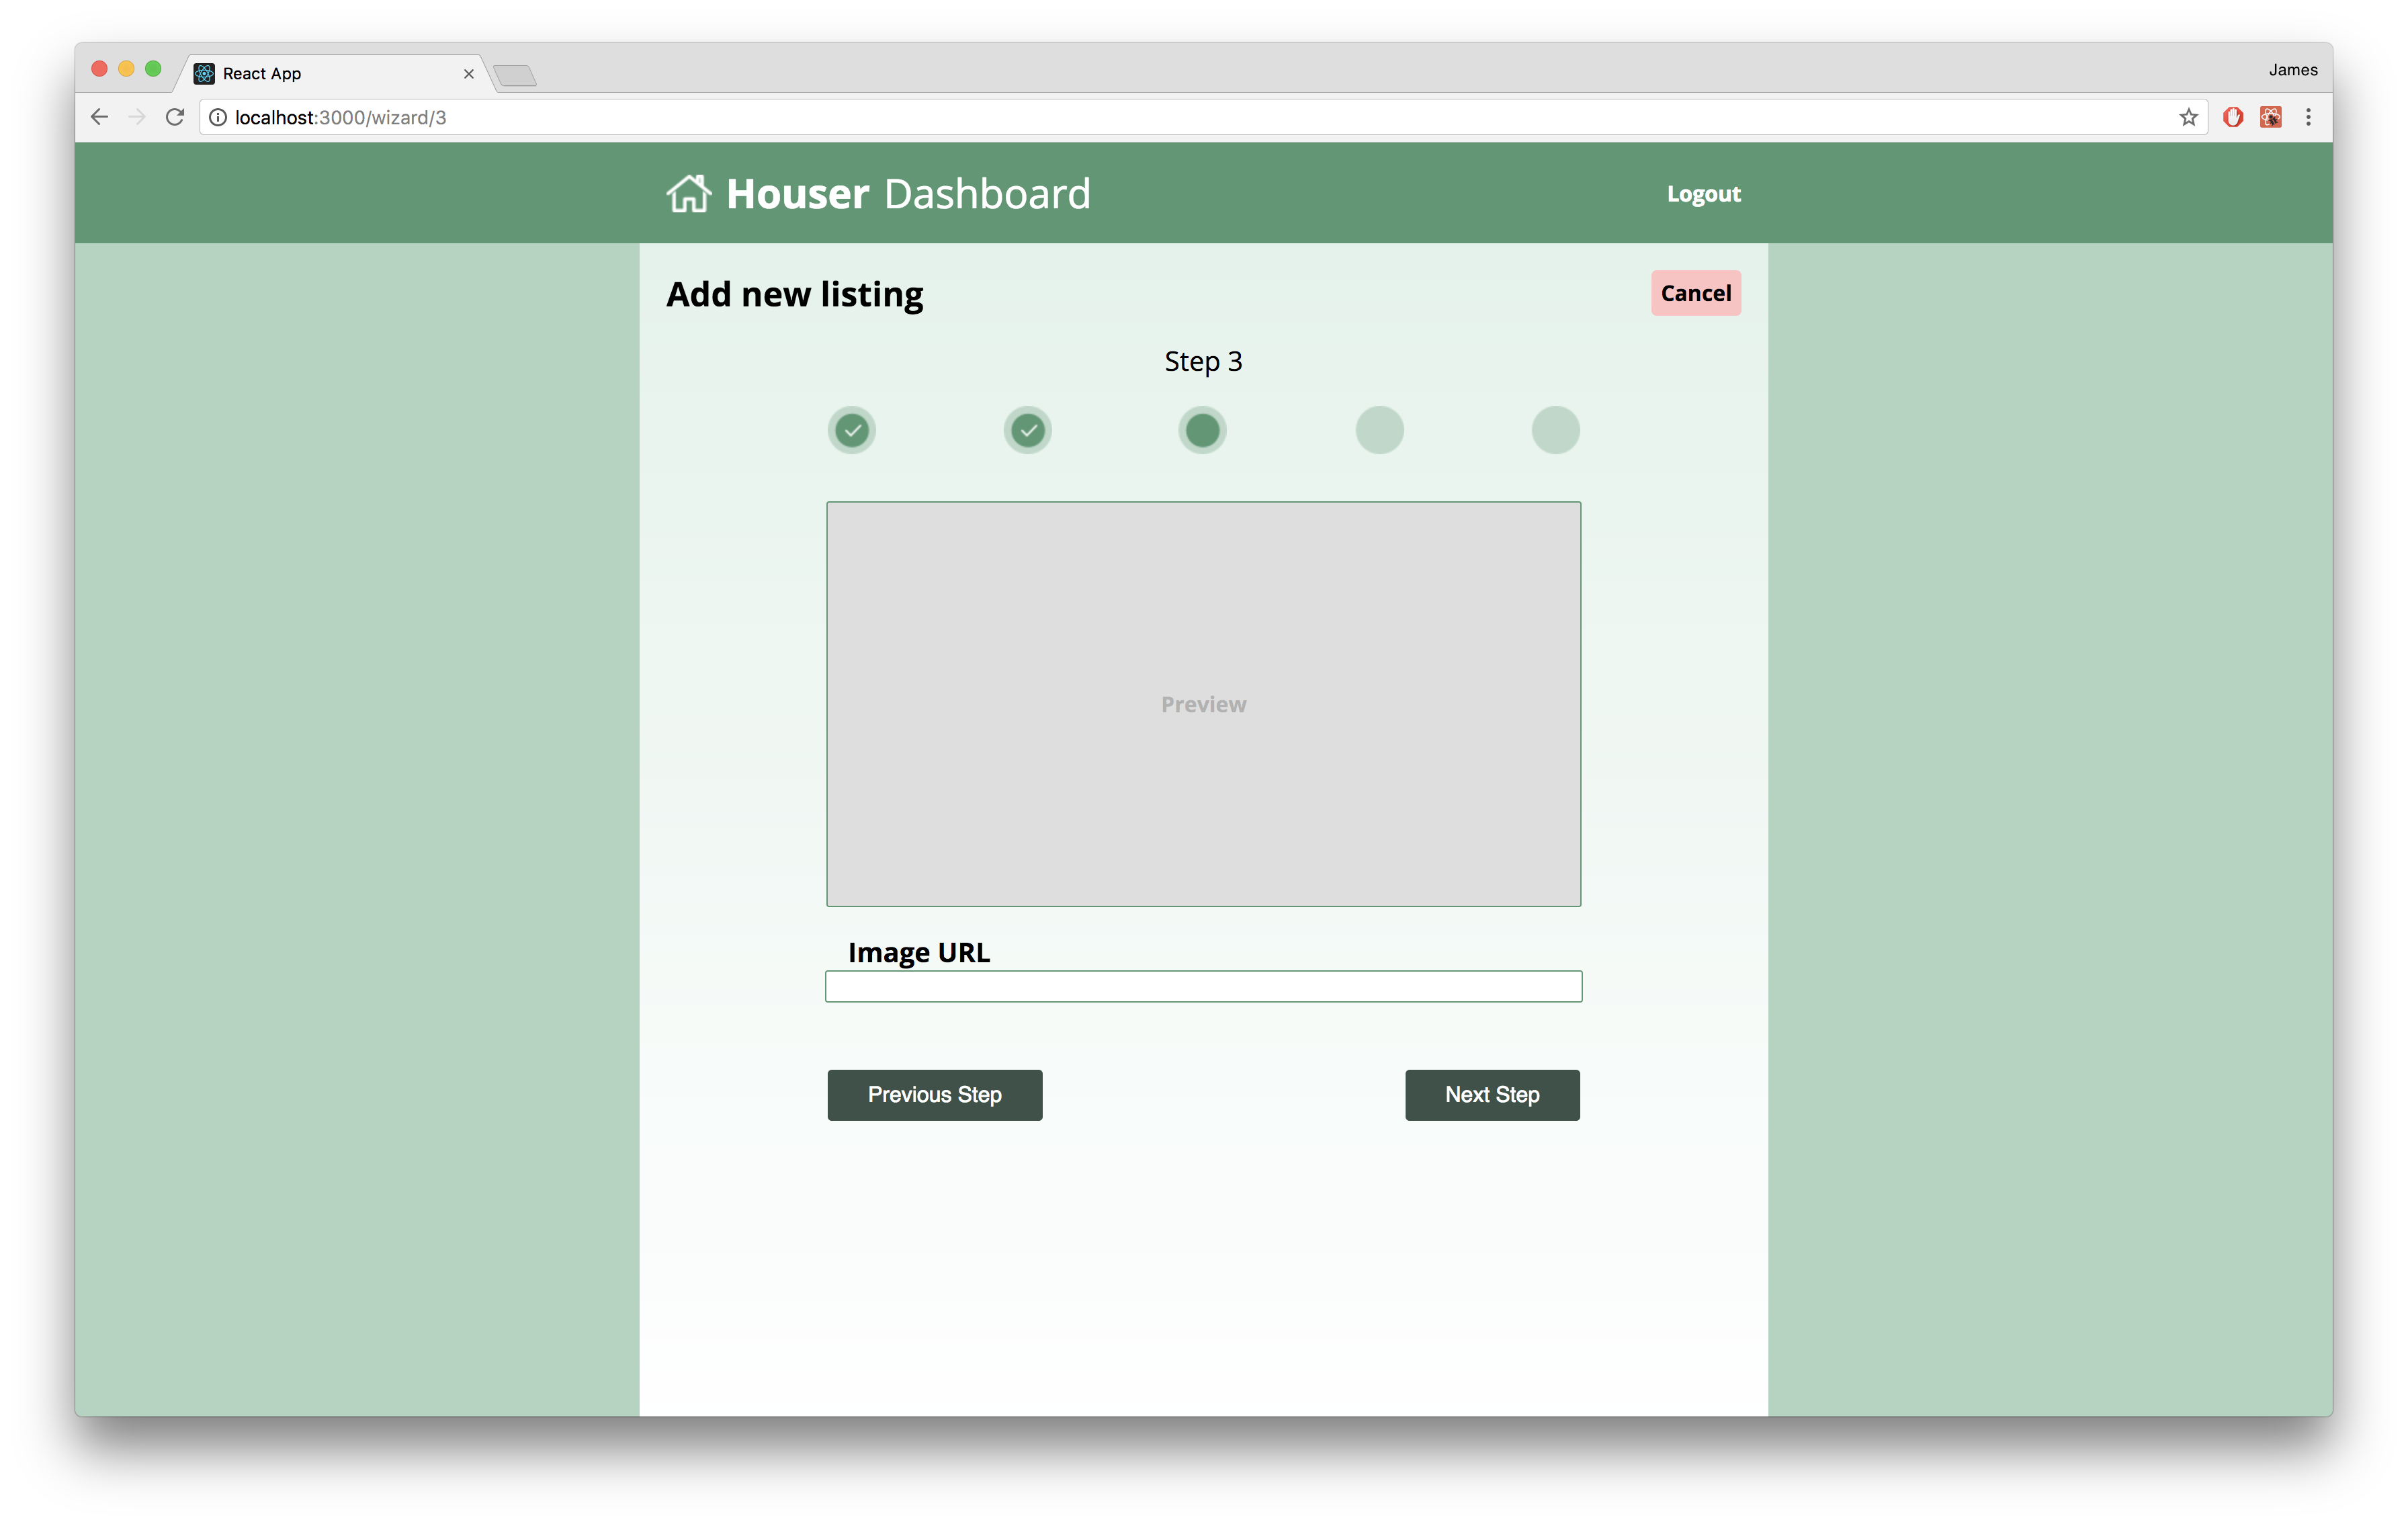 React App
James
localhost:3000/wizard/3
Houser Dashboard
Logout
Add new listing
Cancel
Step 3
Preview
Image URL
Previous Step
Next Step